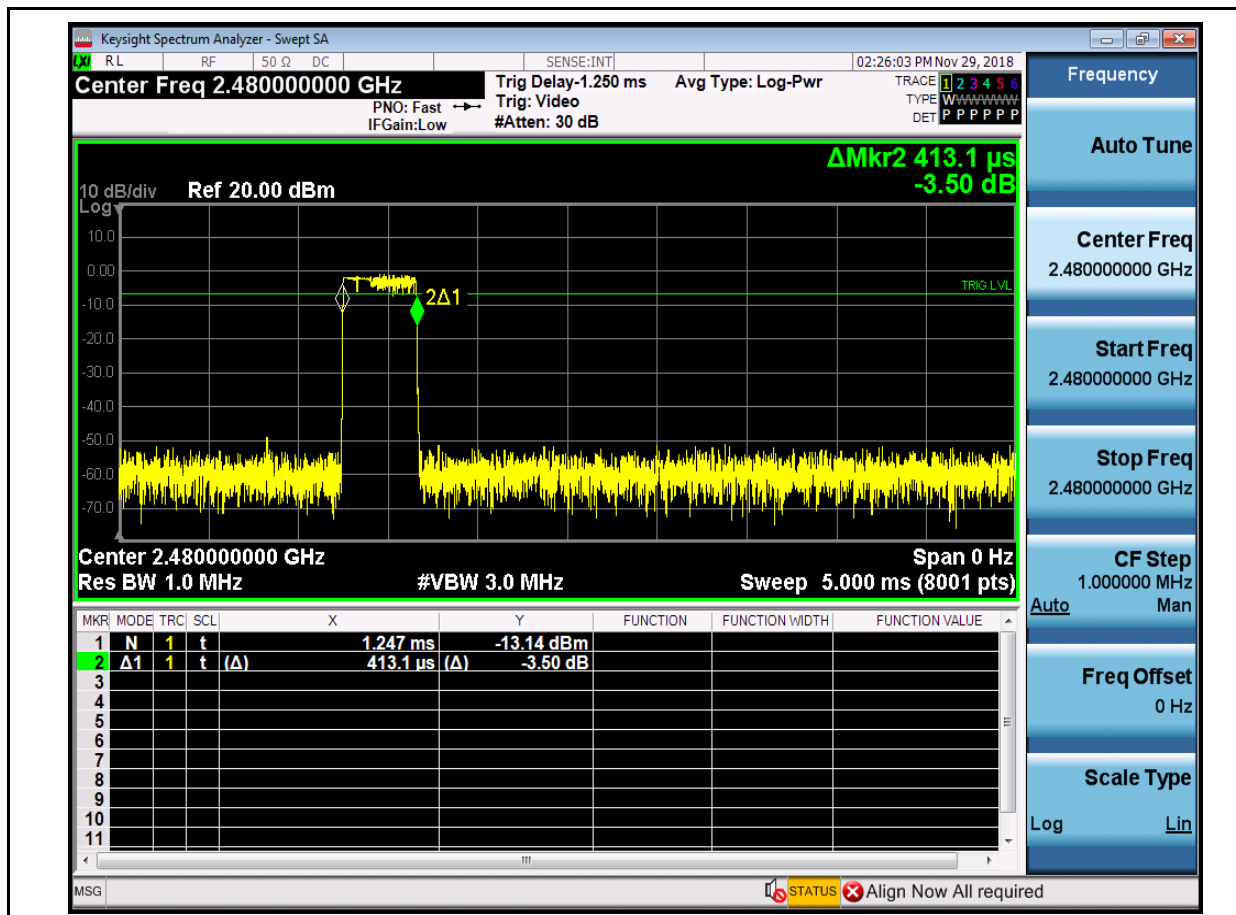 Keysight Spectrum Analyzer - Swept SA
LXI RL RF 50 Ω DC SENSE:INT 02:26:03 PM Nov 29, 2018
Center Freq 2.480000000 GHz
PNO: Fast
IFGain:Low
Trig Delay-1.250 ms
Trig: Video
#Atten: 30 dB
Avg Type: Log-Pwr
TRACE 1 2 3 4 5 6
TYPE WWWWWW
DET P P P P P P
ΔMkr2 413.1 µs
-3.50 dB
10 dB/div Ref 20.00 dBm
Log
10.0
0.00
-10.0
-20.0
-30.0
-40.0
-50.0
-60.0
-70.0
2Δ1
TRIG LVL
Center 2.480000000 GHz Span 0 Hz
Res BW 1.0 MHz #VBW 3.0 MHz Sweep 5.000 ms (8001 pts)
MKR MODE TRC SCL X Y FUNCTION FUNCTION WIDTH FUNCTION VALUE
1 N 1 t 1.247 ms -13.14 dBm
2 Δ1 1 t (Δ) 413.1 µs (Δ) -3.50 dB
3
4
5
6
7
8
9
10
11
MSG STATUS Align Now All required
Frequency
Auto Tune
Center Freq
2.480000000 GHz
Start Freq
2.480000000 GHz
Stop Freq
2.480000000 GHz
CF Step
1.000000 MHz
Auto Man
Freq Offset
0 Hz
Scale Type
Log Lin